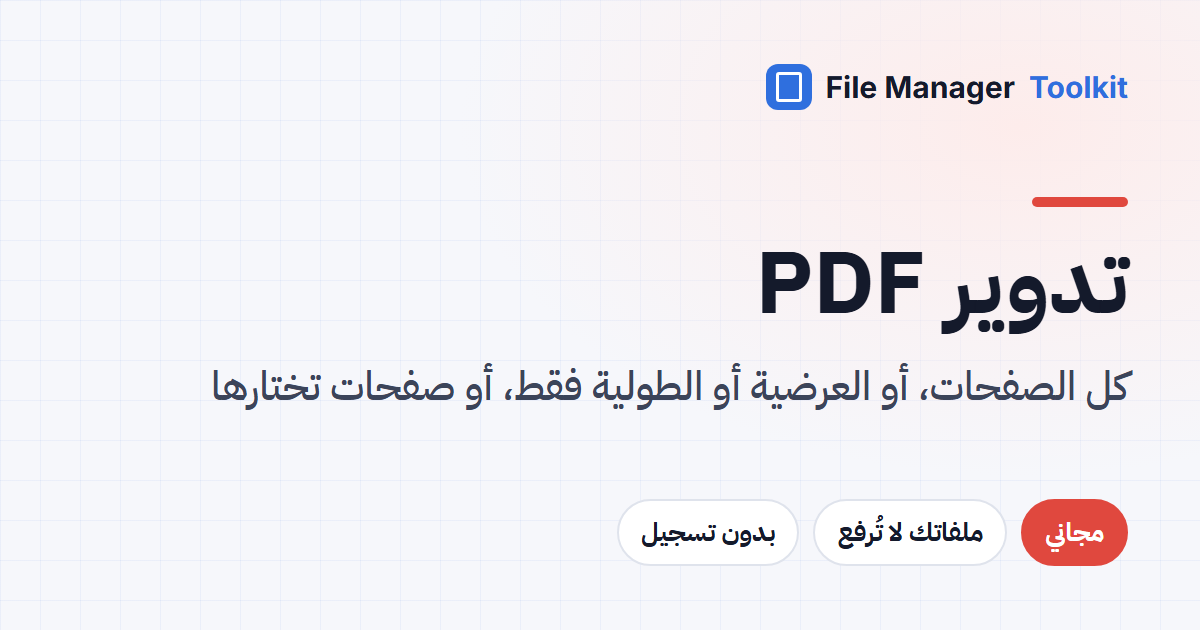 File Manager Toolkit
تدوير PDF
كل الصفحات، أو العرضية أو الطولية فقط، أو صفحات تختارها
مجاني
ملفاتك لا تُرفع
بدون تسجيل